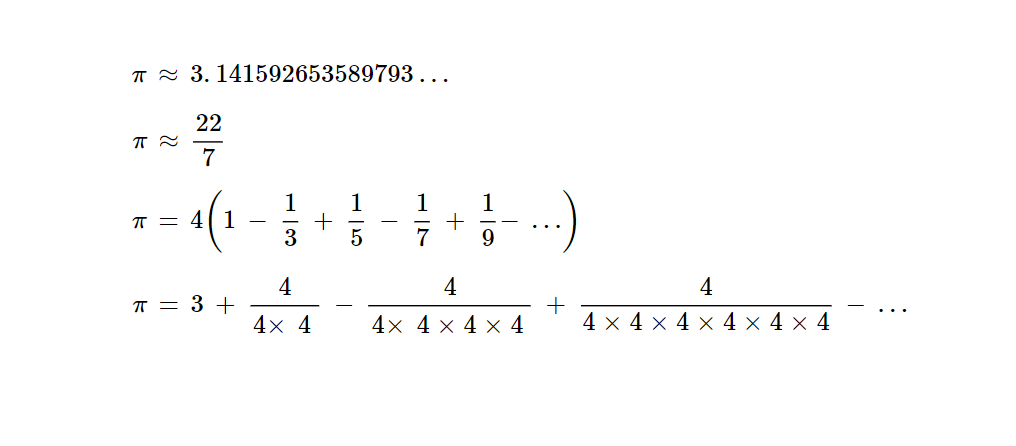 π ≈ 3.141592653589793...
π ≈ 22/7
π = 4(1 − 1/3 + 1/5 − 1/7 + 1/9 − ...)
π = 3 + 4/(4× 4) − 4/(4× 4 × 4 × 4) + 4/(4 × 4 × 4 × 4 × 4 × 4) − ...